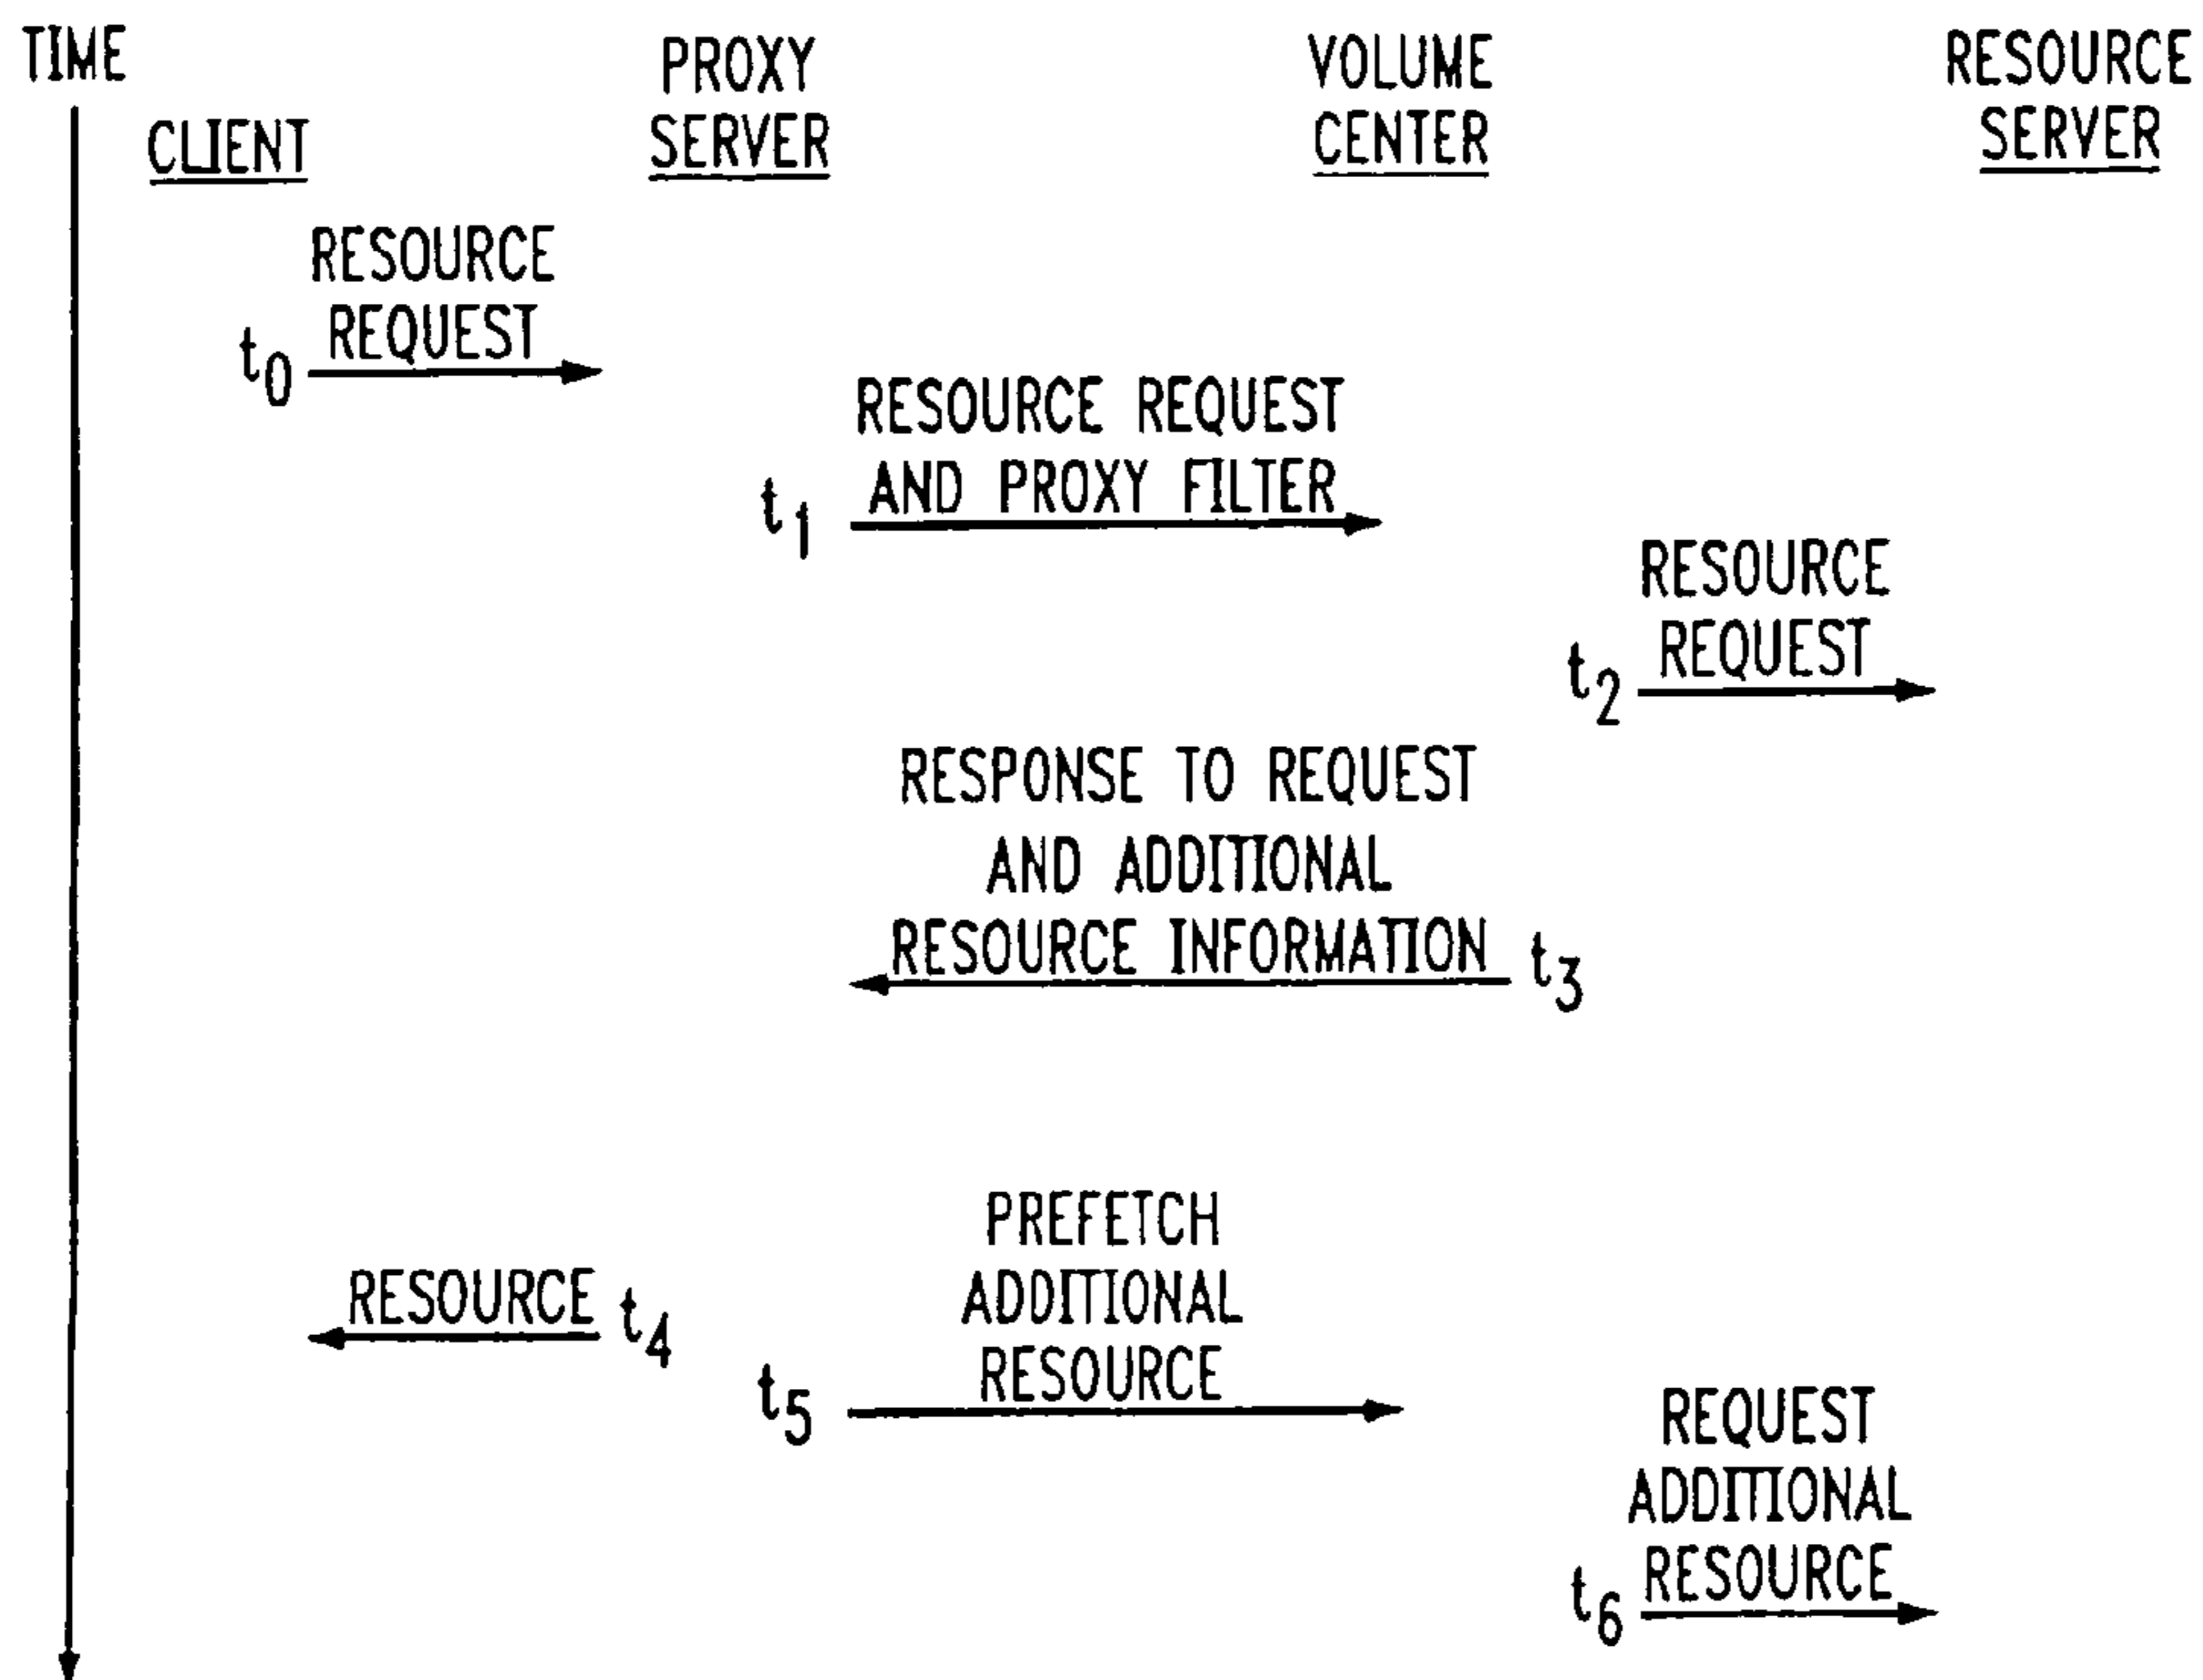 TIME
CLIENT
PROXY
SERVER
VOLUME
CENTER
RESOURCE
SERVER
RESOURCE
REQUEST
t0
RESOURCE REQUEST
AND PROXY FILTER
t1
RESOURCE
REQUEST
t2
RESPONSE TO REQUEST
AND ADDITIONAL
RESOURCE INFORMATION
t3
RESOURCE
t4
PREFETCH
ADDITIONAL
RESOURCE
t5
REQUEST
ADDITIONAL
RESOURCE
t6